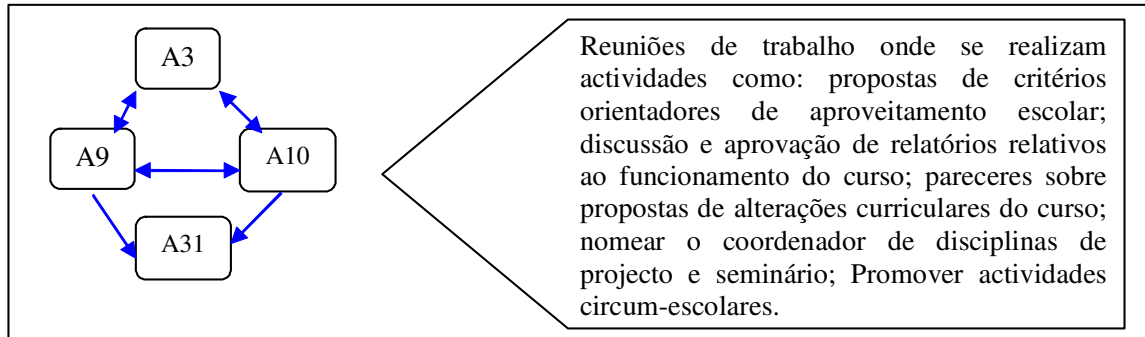 A3
A9
A10
A31
Reuniões de trabalho onde se realizam
actividades como: propostas de critérios
orientadores de aproveitamento escolar;
discussão e aprovação de relatórios relativos
ao funcionamento do curso; pareceres sobre
propostas de alterações curriculares do curso;
nomear o coordenador de disciplinas de
projecto e seminário; Promover actividades
circum-escolares.